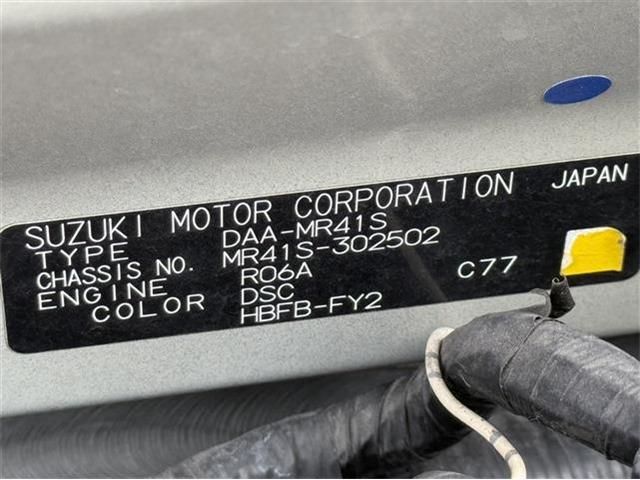 SUZUKI MOTOR CORPORATION JAPAN
TYPE DAA-MR41S
CHASSIS NO. MR41S-302502
ENGINE R06A C77
COLOR DSC
HBFB-FY2